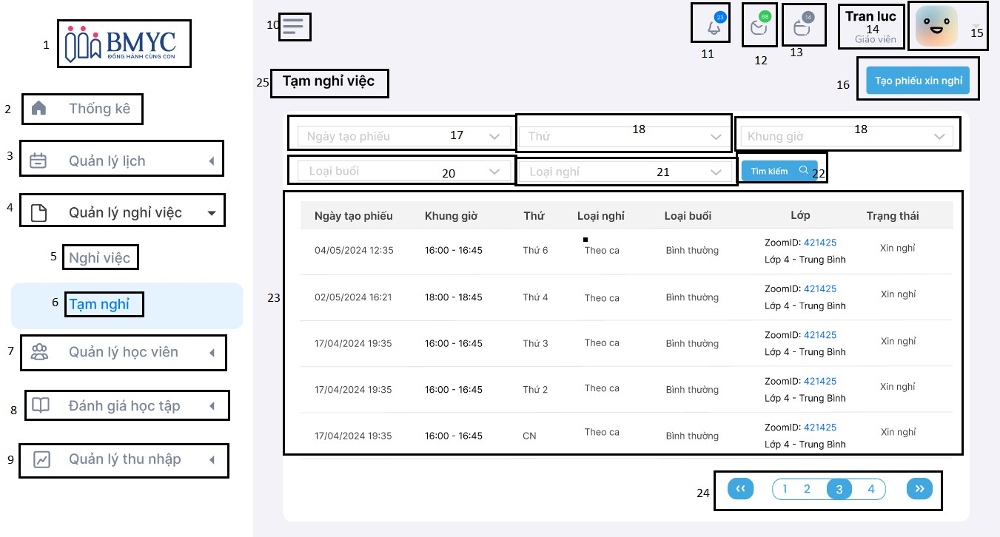 1
BMYC
ĐỒNG HÀNH CÙNG CON
2
Thống kê
3
Quản lý lịch
4
Quản lý nghỉ việc
5
Nghỉ việc
6
Tạm nghỉ
7
Quản lý học viên
8
Đánh giá học tập
9
Quản lý thu nhập
10
23
11
68
12
14
13
Tran luc
14
Giáo viên
15
25
Tạm nghỉ việc
16
Tạo phiếu xin nghỉ
Ngày tạo phiếu 17
Thứ 18
Khung giờ 18
Loại buổi 20
Loại nghỉ 21
Tìm kiếm 22
23
Ngày tạo phiếu Khung giờ Thứ Loại nghỉ Loại buổi Lớp Trạng thái
04/05/2024 12:35 16:00 - 16:45 Thứ 6 Theo ca Bình thường ZoomID: 421425 Xin nghỉ
Lớp 4 - Trung Bình
02/05/2024 16:21 18:00 - 18:45 Thứ 4 Theo ca Bình thường ZoomID: 421425 Xin nghỉ
Lớp 4 - Trung Bình
17/04/2024 19:35 16:00 - 16:45 Thứ 3 Theo ca Bình thường ZoomID: 421425 Xin nghỉ
Lớp 4 - Trung Bình
17/04/2024 19:35 16:00 - 16:45 Thứ 2 Theo ca Bình thường ZoomID: 421425 Xin nghỉ
Lớp 4 - Trung Bình
17/04/2024 19:35 16:00 - 16:45 CN Theo ca Bình thường ZoomID: 421425 Xin nghỉ
Lớp 4 - Trung Bình
24
‹‹ 1 2 3 4 ››